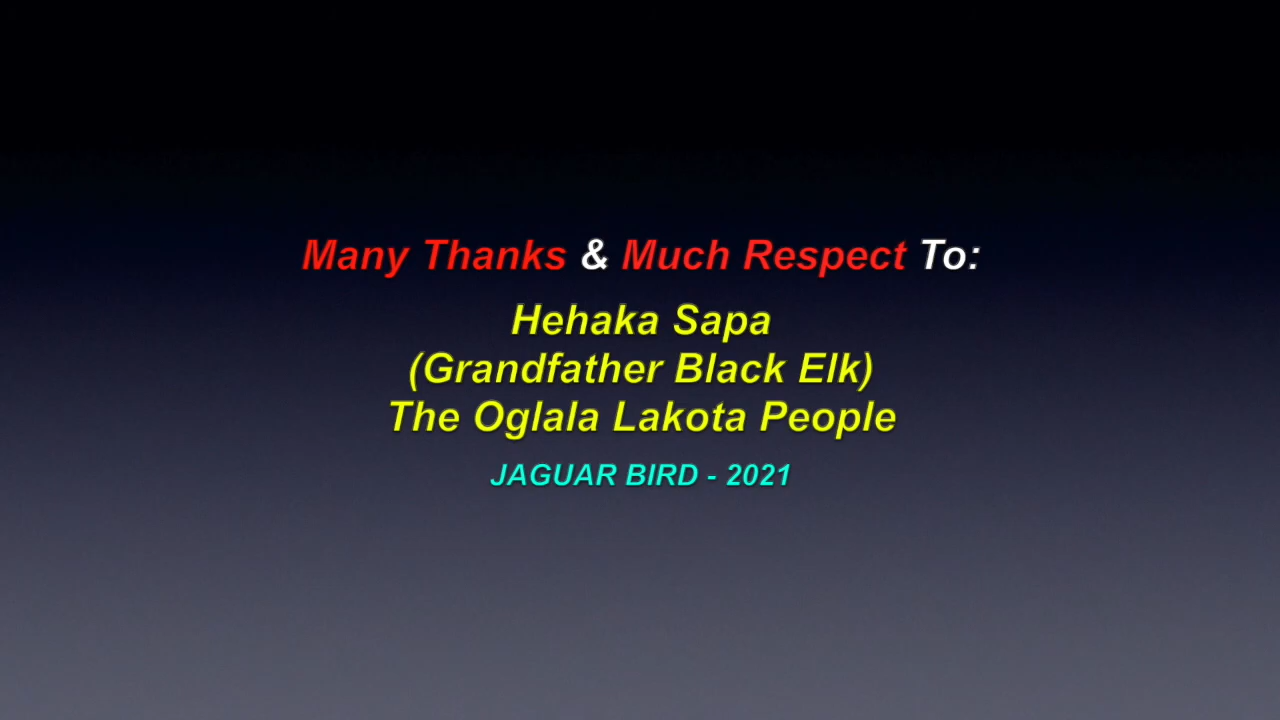 Many Thanks & Much Respect To:
Hehaka Sapa
(Grandfather Black Elk)
The Oglala Lakota People
JAGUAR BIRD - 2021